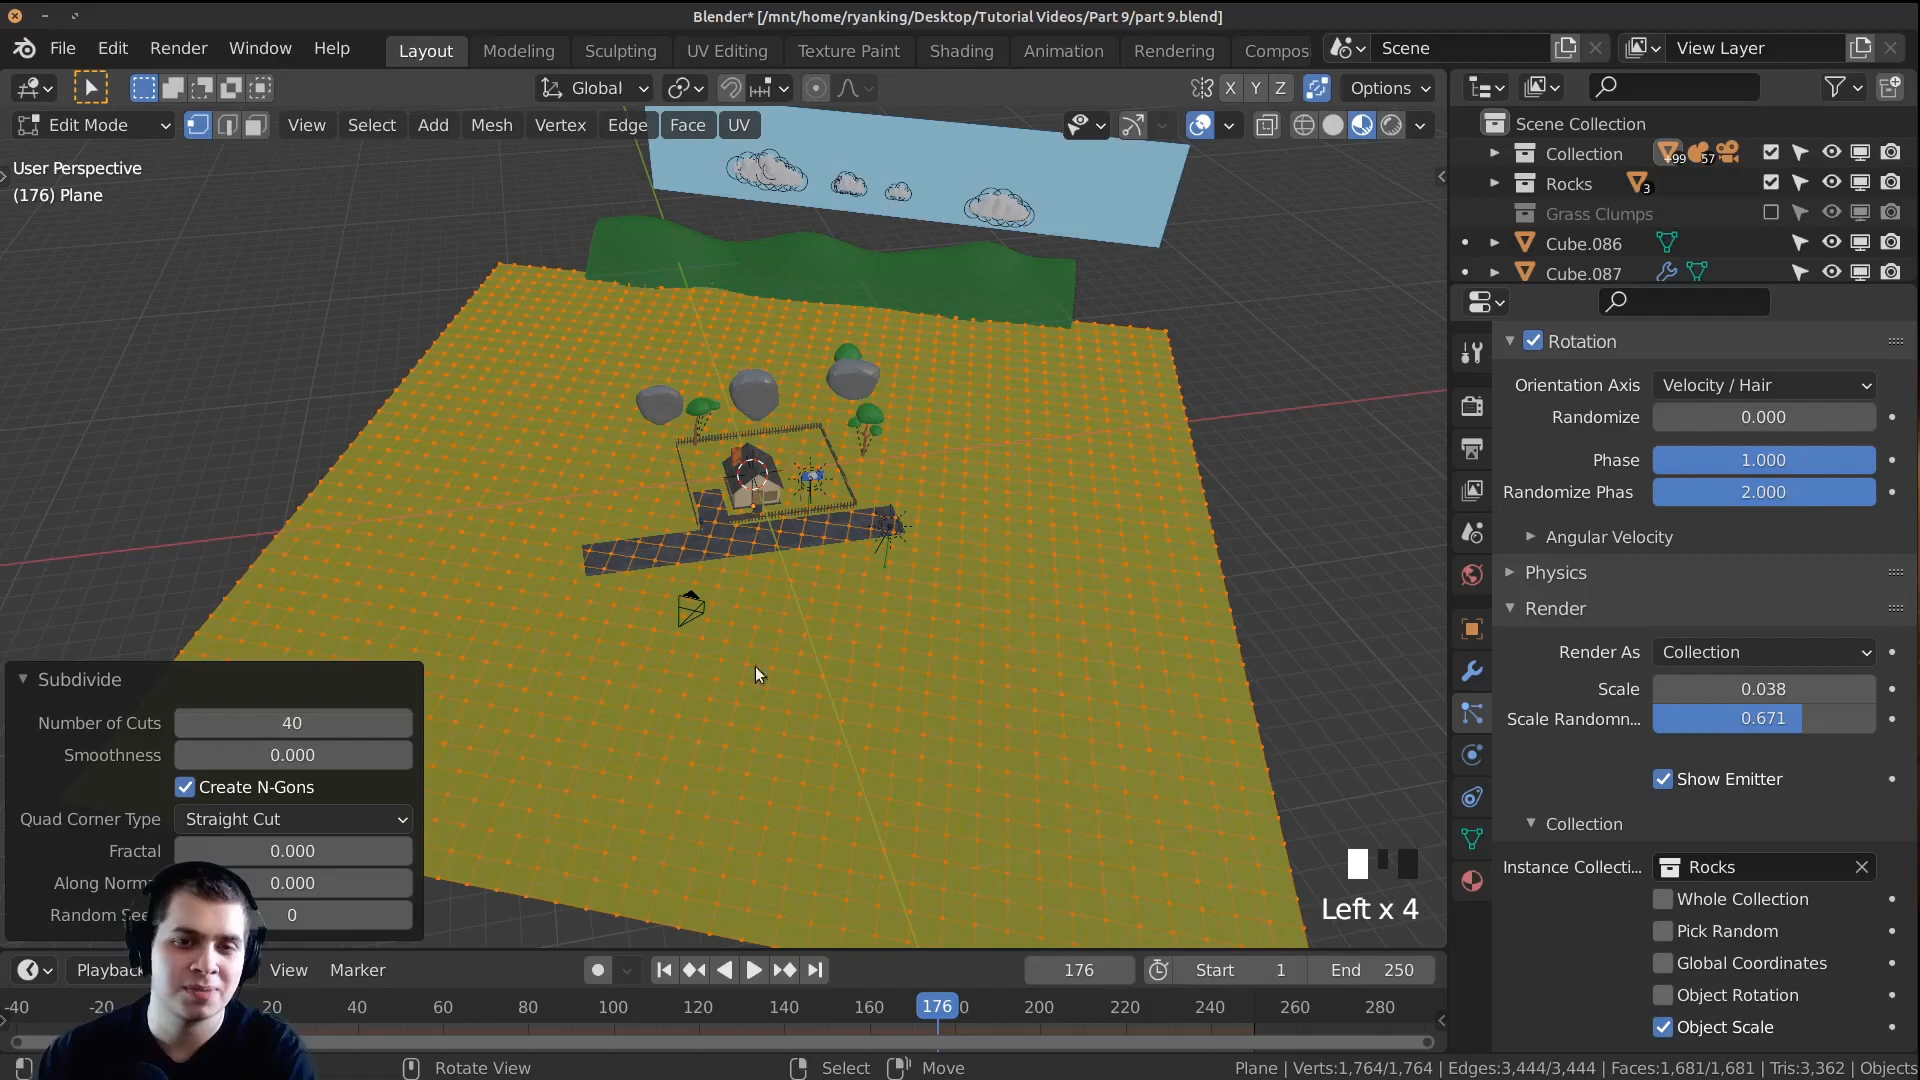 Blender* [/mnt/home/ryanking/Desktop/Tutorial Videos/Part 9/part 9.blend]
File Edit Render Window Help Layout Modeling Sculpting UV Editing Texture Paint Shading Animation Rendering Compos Scene View Layer
Global X Y Z Options
Edit Mode View Select Add Mesh Vertex Edge Face UV
User Perspective
(176) Plane
Scene Collection
Collection +99 57
Rocks 3
Grass Clumps
Cube.086
Cube.087
Rotation
Orientation Axis Velocity / Hair
Randomize 0.000
Phase 1.000
Randomize Phas 2.000
Angular Velocity
Physics
Render
Render As Collection
Scale 0.038
Scale Randomn... 0.671
Show Emitter
Collection
Instance Collecti... Rocks
Whole Collection
Pick Random
Global Coordinates
Object Rotation
Object Scale
Subdivide
Number of Cuts 40
Smoothness 0.000
Create N-Gons
Quad Corner Type Straight Cut
Fractal 0.000
Along Norma 0.000
Random See 0
Left x 4
Playback View Marker 176 Start 1 End 250
-40 -20 20 40 60 80 100 120 140 160 176 0 200 220 240 260 280
Rotate View Select Move Plane | Verts:1,764/1,764 | Edges:3,444/3,444 | Faces:1,681/1,681 | Tris:3,362 | Objects